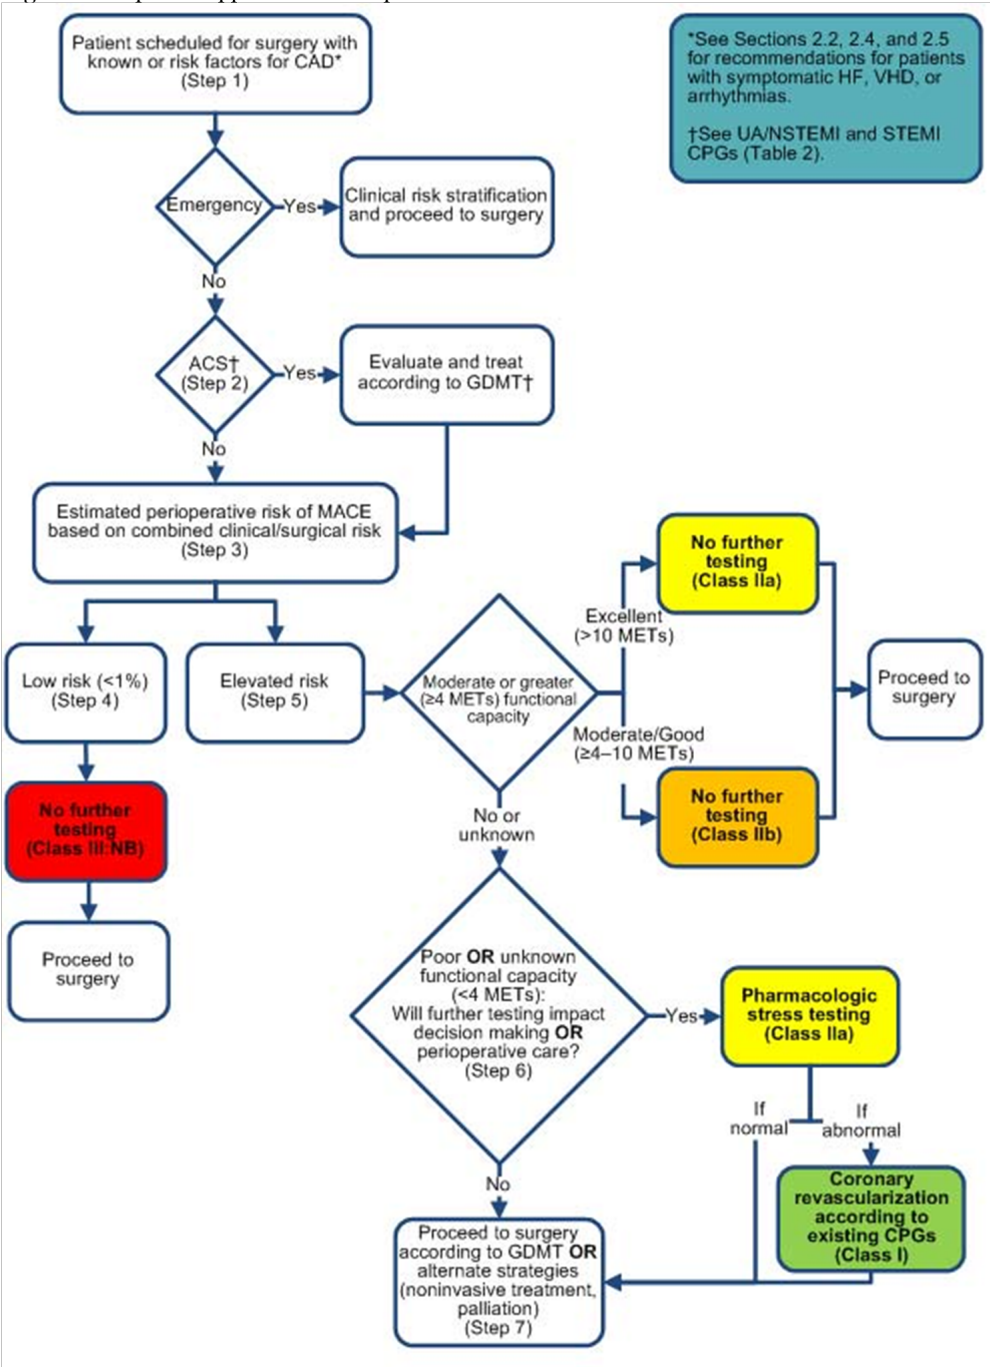 Patient scheduled for surgery with
known or risk factors for CAD*
(Step 1)
*See Sections 2.2, 2.4, and 2.5
for recommendations for patients
with symptomatic HF, VHD, or
arrhythmias.
†See UA/NSTEMI and STEMI
CPGs (Table 2).
Emergency
Yes
Clinical risk stratification
and proceed to surgery
No
ACS†
(Step 2)
Yes
Evaluate and treat
according to GDMT†
No
Estimated perioperative risk of MACE
based on combined clinical/surgical risk
(Step 3)
Low risk (<1%)
(Step 4)
Elevated risk
(Step 5)
Moderate or greater
(≥4 METs) functional
capacity
Excellent
(>10 METs)
No further
testing
(Class IIa)
Moderate/Good
(≥4–10 METs)
No further
testing
(Class IIb)
Proceed to
surgery
No further
testing
(Class III:NB)
Proceed to
surgery
No or
unknown
Poor OR unknown
functional capacity
(<4 METs):
Will further testing impact
decision making OR
perioperative care?
(Step 6)
Yes
Pharmacologic
stress testing
(Class IIa)
If
normal
If
abnormal
Coronary
revascularization
according to
existing CPGs
(Class I)
No
Proceed to surgery
according to GDMT OR
alternate strategies
(noninvasive treatment,
palliation)
(Step 7)